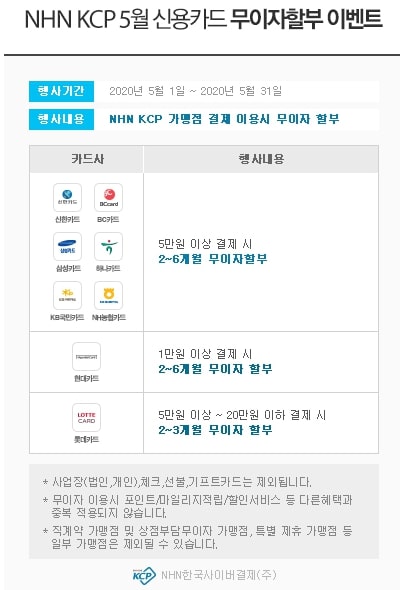 NHN KCP 5월 신용카드 무이자할부 이벤트
행사기간 2020년 5월 1일 ~ 2020년 5월 31일
행사내용 NHN KCP 가맹점 결제 이용시 무이자 할부
카드사 행사내용
신한카드 BCcard
신한카드 BC카드
삼성카드
삼성카드 하나카드
KB국민카드 NH농협카드
5만원 이상 결제 시
2~6개월 무이자할부
현대카드
1만원 이상 결제 시
2~6개월 무이자 할부
LOTTE
CARD
롯데카드
5만원 이상 ~ 20만원 이하 결제 시
2~3개월 무이자 할부
* 사업장(법인,개인),체크,선불,기프트카드는 제외됩니다.
* 무이자 이용시 포인트/마일리지적립/할인서비스 등 다른혜택과
중복 적용되지 않습니다.
* 직계약 가맹점 및 상점부담무이자 가맹점, 특별 제휴 가맹점 등
일부 가맹점은 제외될 수 있습니다.
KCP NHN한국사이버결제(주)